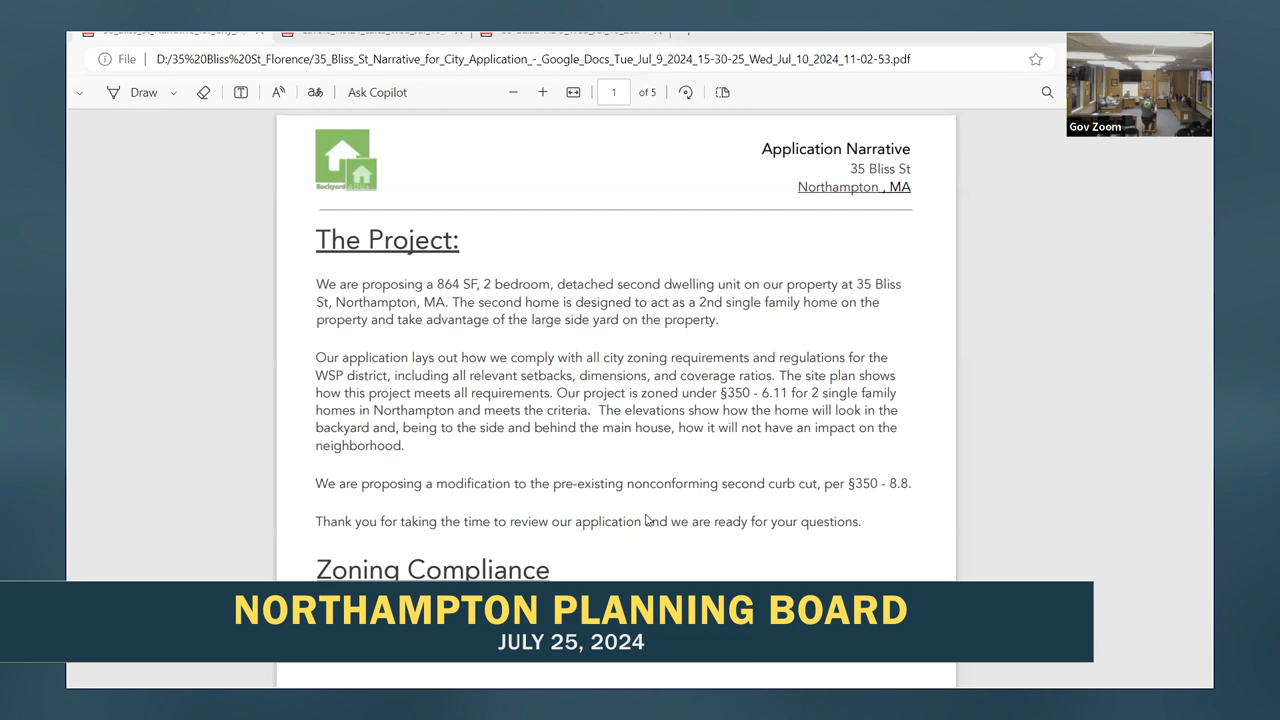 File
D:/35%20Bliss%20St_Florence/35_Bliss_St_Narrative_for_City_Application_-_Google_Docs_Tue_Jul_9_2024_15-30-25_Wed_Jul_10_2024_11-02-53.pdf
Draw
Ask Copilot
1 of 5
Gov Zoom
Backyard
Application Narrative
35 Bliss St
Northampton , MA
The Project:
We are proposing a 864 SF, 2 bedroom, detached second dwelling unit on our property at 35 Bliss
St, Northampton, MA. The second home is designed to act as a 2nd single family home on the
property and take advantage of the large side yard on the property.
Our application lays out how we comply with all city zoning requirements and regulations for the
WSP district, including all relevant setbacks, dimensions, and coverage ratios. The site plan shows
how this project meets all requirements. Our project is zoned under §350 - 6.11 for 2 single family
homes in Northampton and meets the criteria.  The elevations show how the home will look in the
backyard and, being to the side and behind the main house, how it will not have an impact on the
neighborhood.
We are proposing a modification to the pre-existing nonconforming second curb cut, per §350 - 8.8.
Thank you for taking the time to review our application and we are ready for your questions.
Zoning Compliance
NORTHAMPTON PLANNING BOARD
JULY 25, 2024